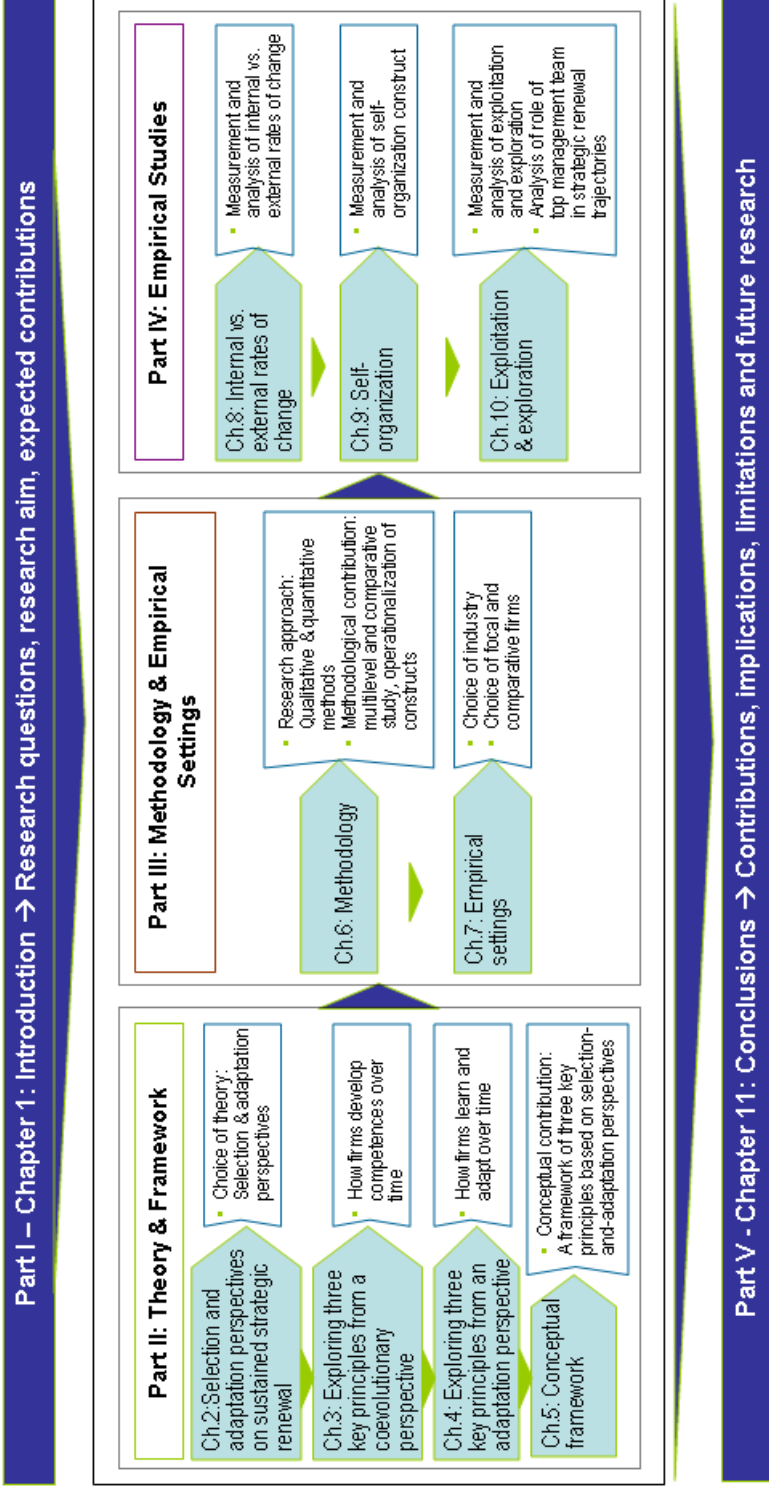 Part I – Chapter 1: Introduction → Research questions, research aim, expected contributions
Part II: Theory & Framework
Ch.2:Selection and
adaptation perspectives
on sustained strategic
renewal
▪ Choice of theory:
Selection & adaptation
perspectives
Ch.3: Exploring three
key principles from a
coevolutionary
perspective
▪ How firms develop
competences over
time
Ch.4: Exploring three
key principles from an
adaptation perspective
▪ How firms learn and
adapt over time
Ch.5: Conceptual
framework
▪ Conceptual contribution:
A framework of three key
principles based on selection-
and-adaptation perspectives
Part III: Methodology & Empirical
Settings
Ch.6: Methodology
▪ Research approach:
Qualitative & quantitative
methods
▪ Methodological contribution:
multilevel and comparative
study, operationalization of
constructs
Ch.7: Empirical
settings
▪ Choice of industry
▪ Choice of focal and
comparative firms
Part IV: Empirical Studies
Ch.8: Internal vs.
external rates of
change
▪ Measurement and
analysis of internal vs.
external rates of change
Ch.9: Self-
organization
▪ Measurement and
analysis of self-
organization construct
Ch.10: Exploitation
& exploration
▪ Measurement and
analysis of exploitation
and exploration
▪ Analysis of role of
top management team
in strategic renewal
trajectories
Part V - Chapter 11: Conclusions → Contributions, implications, limitations and future research